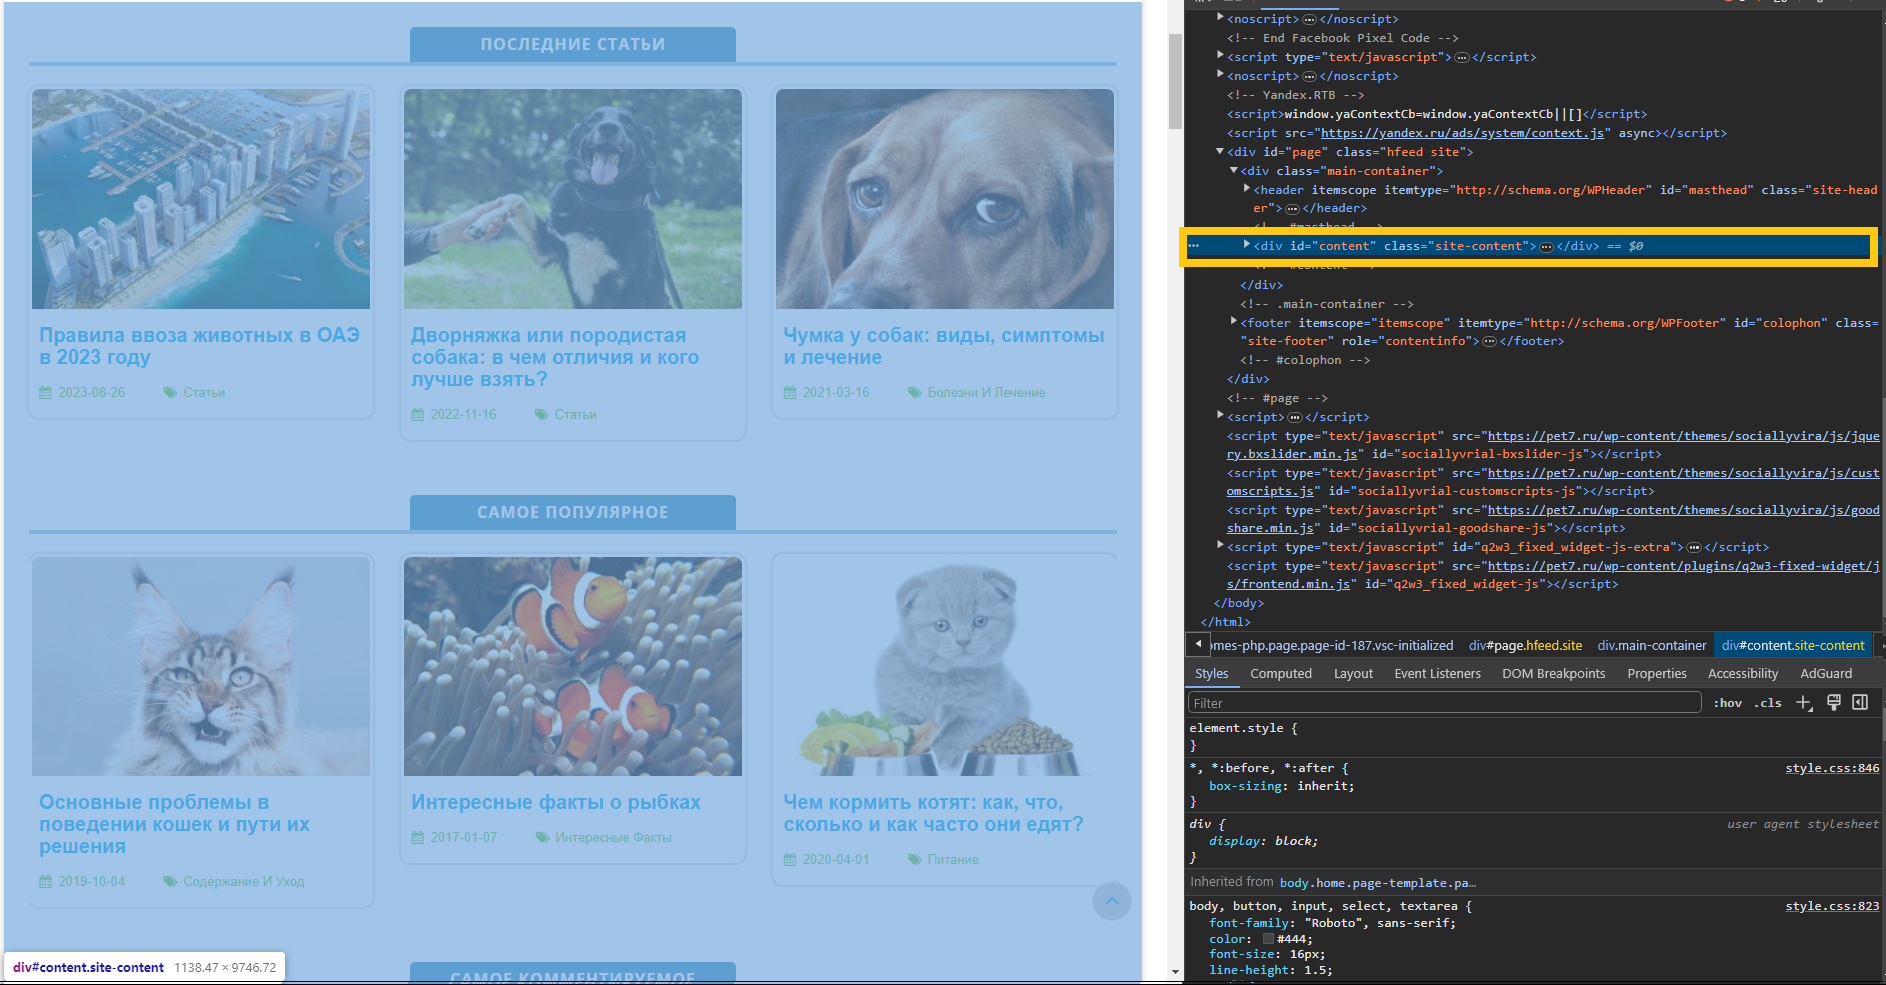 ПОСЛЕДНИЕ СТАТЬИ
Правила ввоза животных в ОАЭ
в 2023 году
2023-08-26 Статьи
Дворняжка или породистая
собака: в чем отличия и кого
лучше взять?
2022-11-16 Статьи
Чумка у собак: виды, симптомы
и лечение
2021-03-16 Болезни И Лечение
САМОЕ ПОПУЛЯРНОЕ
Основные проблемы в
поведении кошек и пути их
решения
2019-10-04 Содержание И Уход
Интересные факты о рыбках
2017-01-07 Интересные Факты
Чем кормить котят: как, что,
сколько и как часто они едят?
2020-04-01 Питание
САМОЕ КОММЕНТИРУЕМОЕ
div#content.site-content 1138.47 × 9746.72
<noscript>…</noscript>
<!-- End Facebook Pixel Code -->
<script type="text/javascript">…</script>
<noscript>…</noscript>
<!-- Yandex.RTB -->
<script>window.yaContextCb=window.yaContextCb||[]</script>
<script src="https://yandex.ru/ads/system/context.js" async></script>
<div id="page" class="hfeed site">
<div class="main-container">
<header itemscope itemtype="http://schema.org/WPHeader" id="masthead" class="site-head
er">…</header>
<!-- #masthead -->
<div id="content" class="site-content">…</div> == $0
<!-- #content -->
</div>
<!-- .main-container -->
<footer itemscope="itemscope" itemtype="http://schema.org/WPFooter" id="colophon" class=
"site-footer" role="contentinfo">…</footer>
<!-- #colophon -->
</div>
<!-- #page -->
<script>…</script>
<script type="text/javascript" src="https://pet7.ru/wp-content/themes/sociallyvira/js/jque
ry.bxslider.min.js" id="sociallyvrial-bxslider-js"></script>
<script type="text/javascript" src="https://pet7.ru/wp-content/themes/sociallyvira/js/cust
omscripts.js" id="sociallyvrial-customscripts-js"></script>
<script type="text/javascript" src="https://pet7.ru/wp-content/themes/sociallyvira/js/good
share.min.js" id="sociallyvrial-goodshare-js"></script>
<script type="text/javascript" id="q2w3_fixed_widget-js-extra">…</script>
<script type="text/javascript" src="https://pet7.ru/wp-content/plugins/q2w3-fixed-widget/j
s/frontend.min.js" id="q2w3_fixed_widget-js"></script>
</body>
</html>
omes-php.page.page-id-187.vsc-initialized div#page.hfeed.site div.main-container div#content.site-content
Styles Computed Layout Event Listeners DOM Breakpoints Properties Accessibility AdGuard
Filter :hov .cls
element.style {
}
*, *:before, *:after { style.css:846
box-sizing: inherit;
}
div { user agent stylesheet
display: block;
}
Inherited from body.home.page-template.pa…
body, button, input, select, textarea { style.css:823
font-family: "Roboto", sans-serif;
color: #444;
font-size: 16px;
line-height: 1.5;